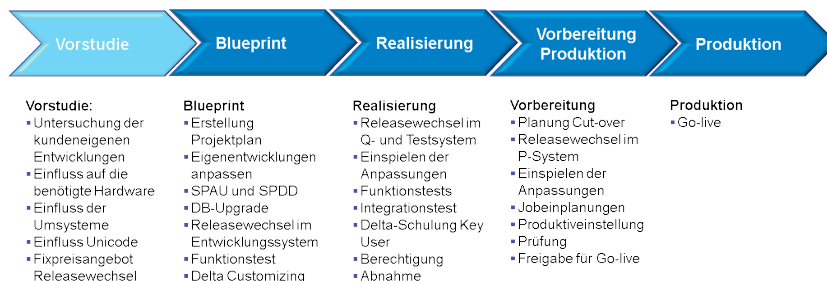 Vorstudie
Blueprint
Realisierung
Vorbereitung
Produktion
Produktion
Vorstudie:
▪ Untersuchung der
kundeneigenen
Entwicklungen
▪ Einfluss auf die
benötigte Hardware
▪ Einfluss der
Umsysteme
▪ Einfluss Unicode
▪ Fixpreisangebot
Releasewechsel
Blueprint
▪ Erstellung
Projektplan
▪ Eigenentwicklungen
anpassen
▪ SPAU und SPDD
▪ DB-Upgrade
▪ Releasewechsel im
Entwicklungssystem
▪ Funktionstest
▪ Delta Customizing
Realisierung
▪ Releasewechsel im
Q- und Testsystem
▪ Einspielen der
Anpassungen
▪ Funktionstests
▪ Integrationstest
▪ Delta-Schulung Key
User
▪ Berechtigung
▪ Abnahme
Vorbereitung
▪ Planung Cut-over
▪ Releasewechsel im
P-System
▪ Einspielen der
Anpassungen
▪ Jobeinplanungen
▪ Produktiveinstellung
▪ Prüfung
▪ Freigabe für Go-live
Produktion
▪ Go-live